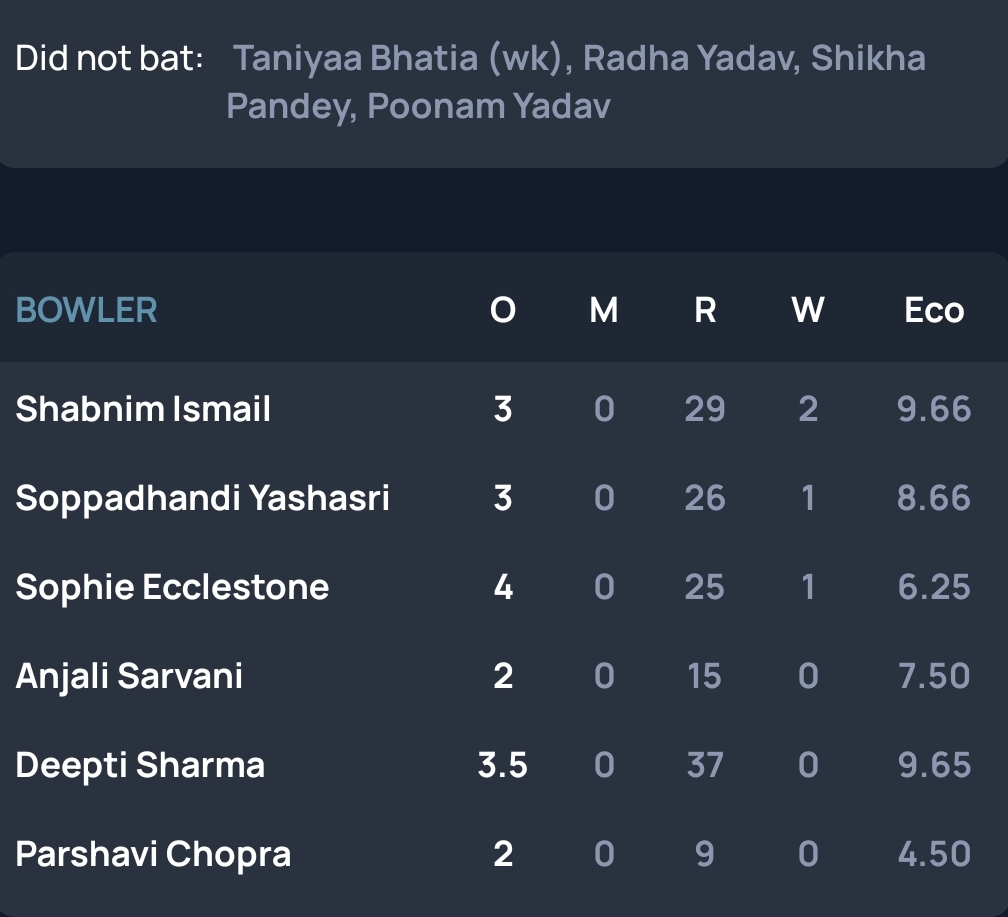 Did not bat: Taniyaa Bhatia (wk), Radha Yadav, Shikha
Pandey, Poonam Yadav
BOWLER O M R W Eco
Shabnim Ismail 3 0 29 2 9.66
Soppadhandi Yashasri 3 0 26 1 8.66
Sophie Ecclestone 4 0 25 1 6.25
Anjali Sarvani 2 0 15 0 7.50
Deepti Sharma 3.5 0 37 0 9.65
Parshavi Chopra 2 0 9 0 4.50